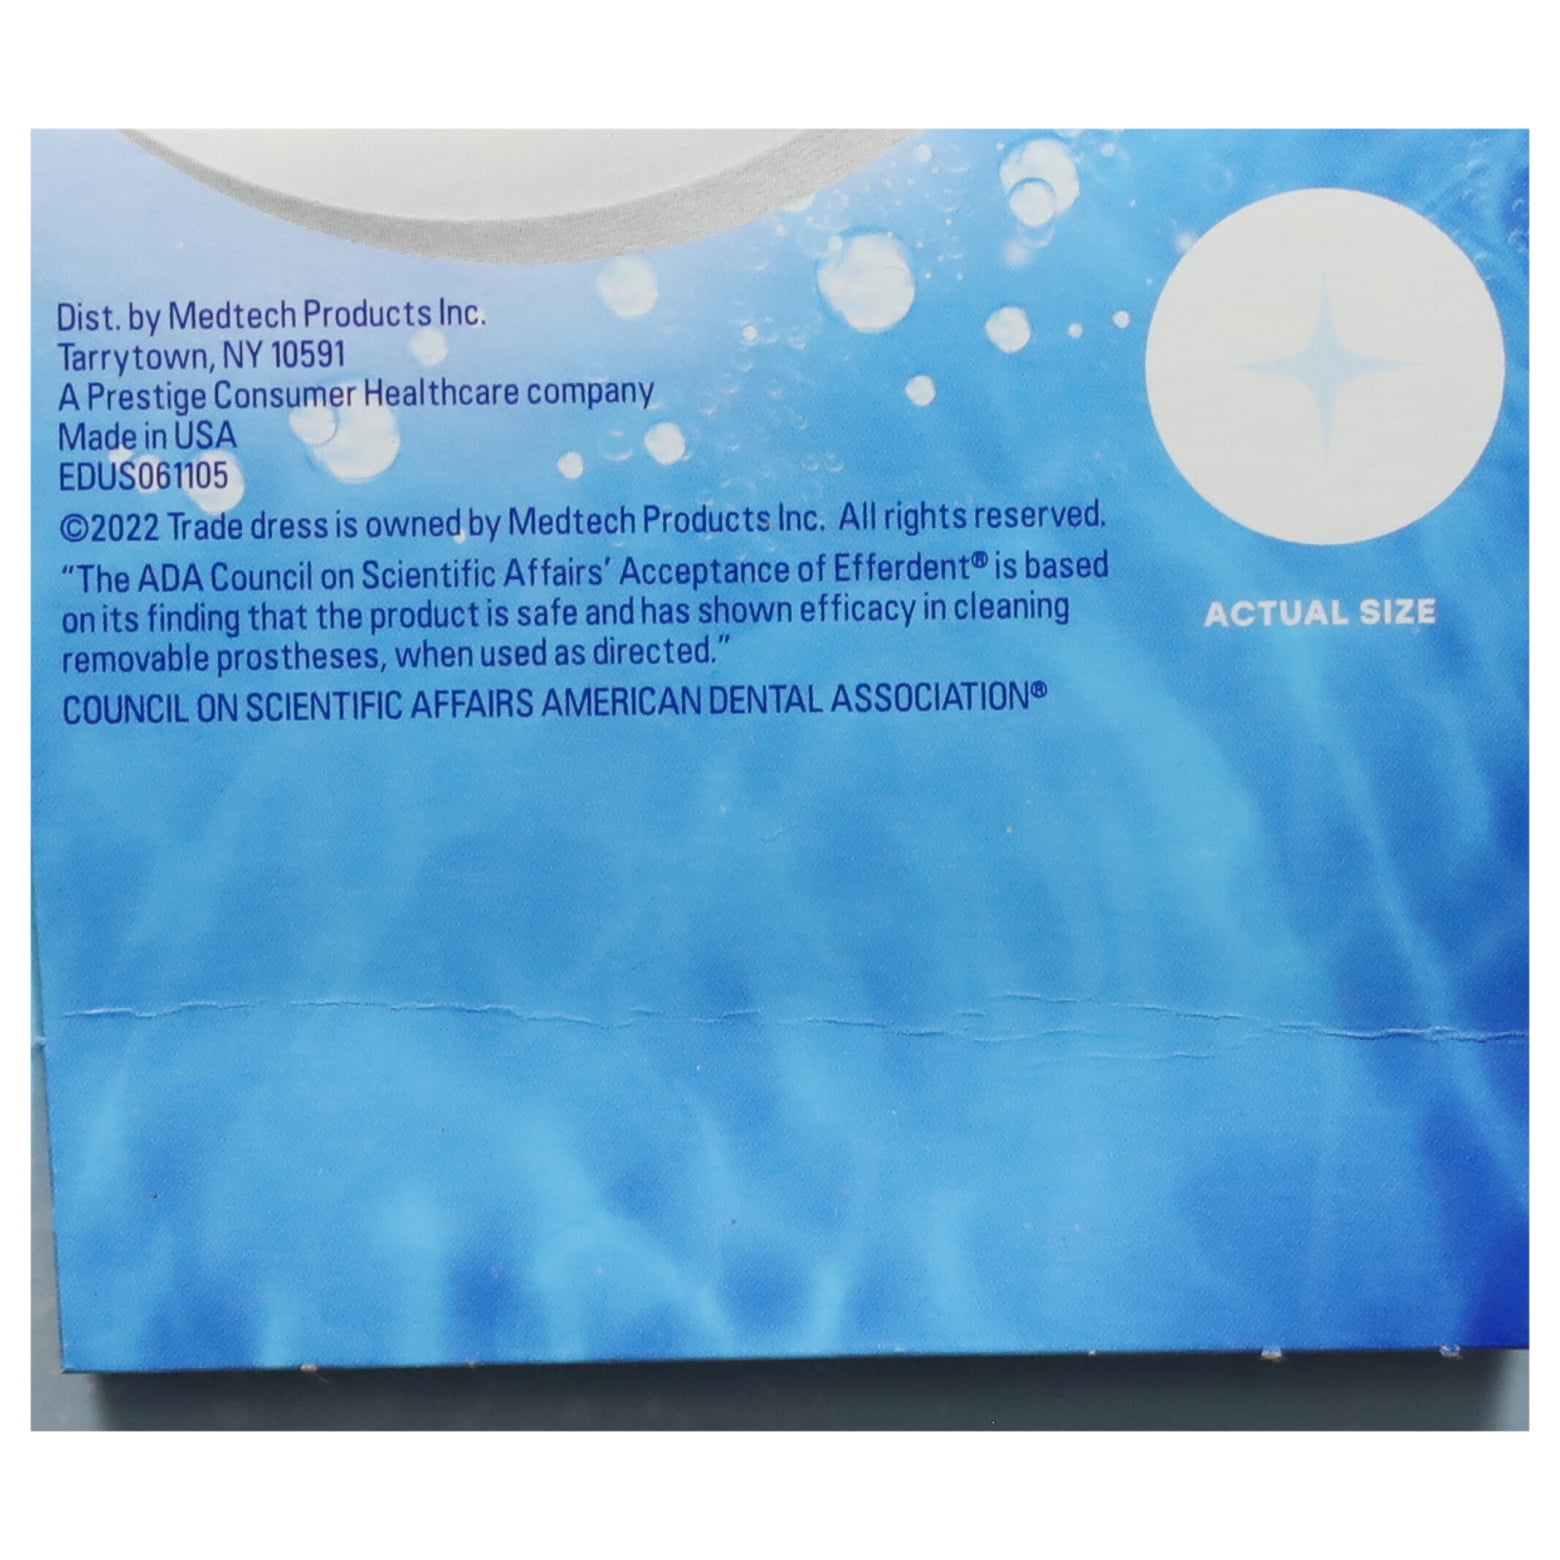 Dist. by Medtech Products Inc.
Tarrytown, NY 10591
A Prestige Consumer Healthcare company
Made in USA
EDUS061105
©2022 Trade dress is owned by Medtech Products Inc. All rights reserved.
“The ADA Council on Scientific Affairs’ Acceptance of Efferdent® is based
on its finding that the product is safe and has shown efficacy in cleaning
removable prostheses, when used as directed.”
COUNCIL ON SCIENTIFIC AFFAIRS AMERICAN DENTAL ASSOCIATION®
ACTUAL SIZE